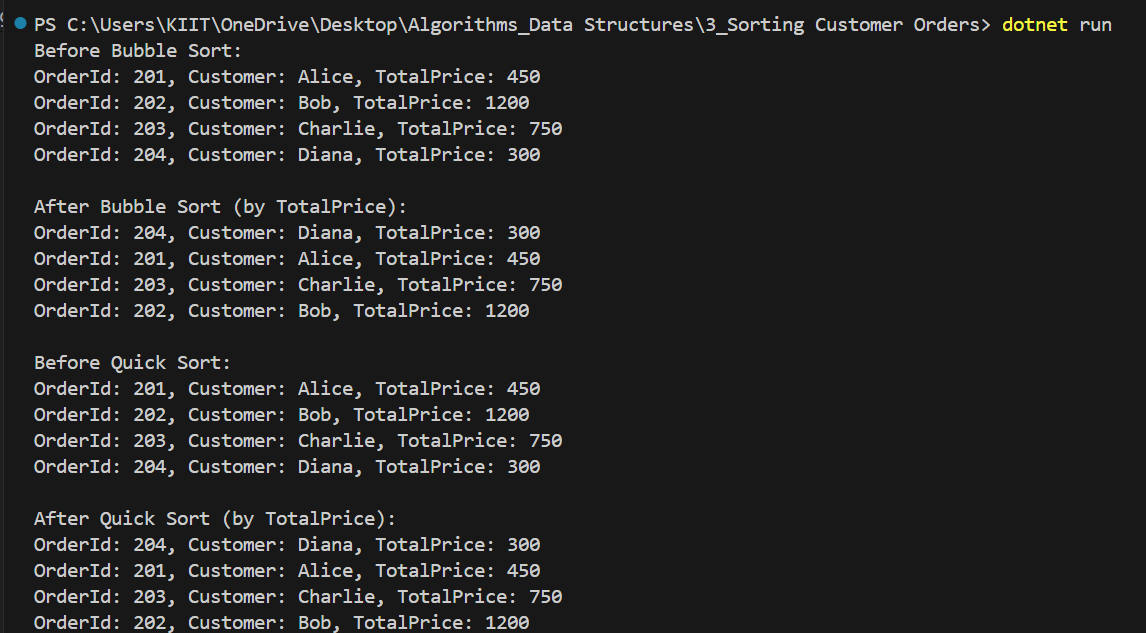 PS C:\Users\KIIT\OneDrive\Desktop\Algorithms_Data Structures\3_Sorting Customer Orders> dotnet run
Before Bubble Sort:
OrderId: 201, Customer: Alice, TotalPrice: 450
OrderId: 202, Customer: Bob, TotalPrice: 1200
OrderId: 203, Customer: Charlie, TotalPrice: 750
OrderId: 204, Customer: Diana, TotalPrice: 300

After Bubble Sort (by TotalPrice):
OrderId: 204, Customer: Diana, TotalPrice: 300
OrderId: 201, Customer: Alice, TotalPrice: 450
OrderId: 203, Customer: Charlie, TotalPrice: 750
OrderId: 202, Customer: Bob, TotalPrice: 1200

Before Quick Sort:
OrderId: 201, Customer: Alice, TotalPrice: 450
OrderId: 202, Customer: Bob, TotalPrice: 1200
OrderId: 203, Customer: Charlie, TotalPrice: 750
OrderId: 204, Customer: Diana, TotalPrice: 300

After Quick Sort (by TotalPrice):
OrderId: 204, Customer: Diana, TotalPrice: 300
OrderId: 201, Customer: Alice, TotalPrice: 450
OrderId: 203, Customer: Charlie, TotalPrice: 750
OrderId: 202, Customer: Bob, TotalPrice: 1200